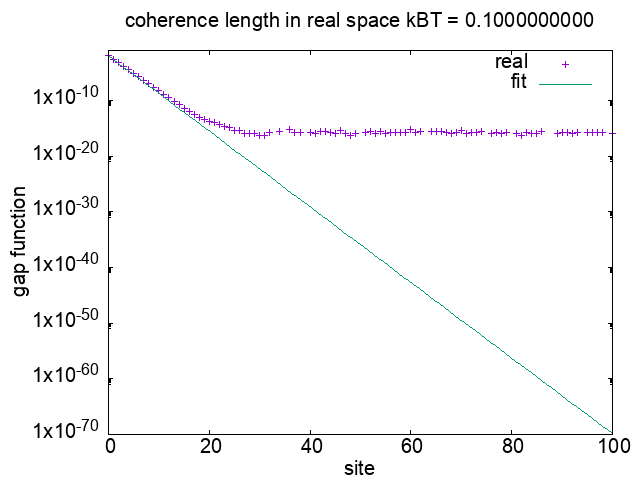 coherence length in real space kBT = 0.1000000000
real
fit
1x10^-10
1x10^-20
1x10^-30
1x10^-40
1x10^-50
1x10^-60
1x10^-70
gap function
0 20 40 60 80 100
site